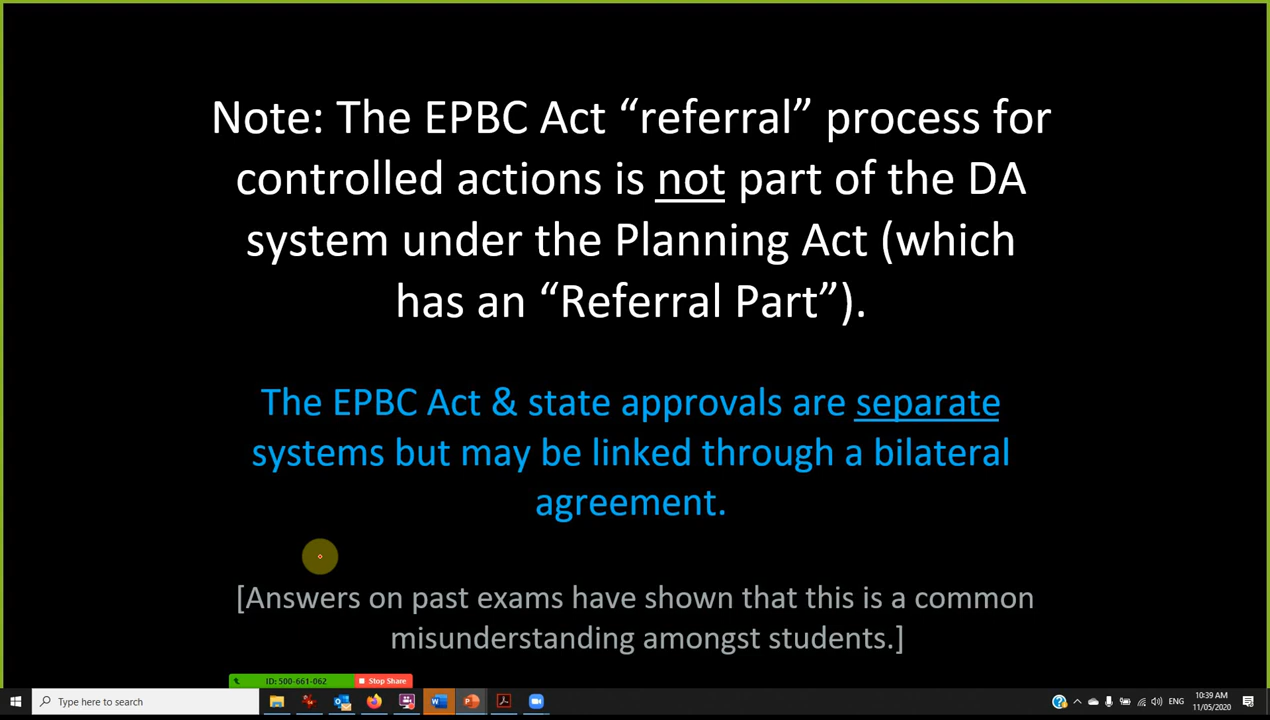 Note: The EPBC Act “referral” process for
controlled actions is not part of the DA
system under the Planning Act (which
has an “Referral Part”).
The EPBC Act & state approvals are separate
systems but may be linked through a bilateral
agreement.
[Answers on past exams have shown that this is a common
misunderstanding amongst students.]
ID: 500-661-062 Stop Share
Type here to search
ENG
10:39 AM
11/05/2020